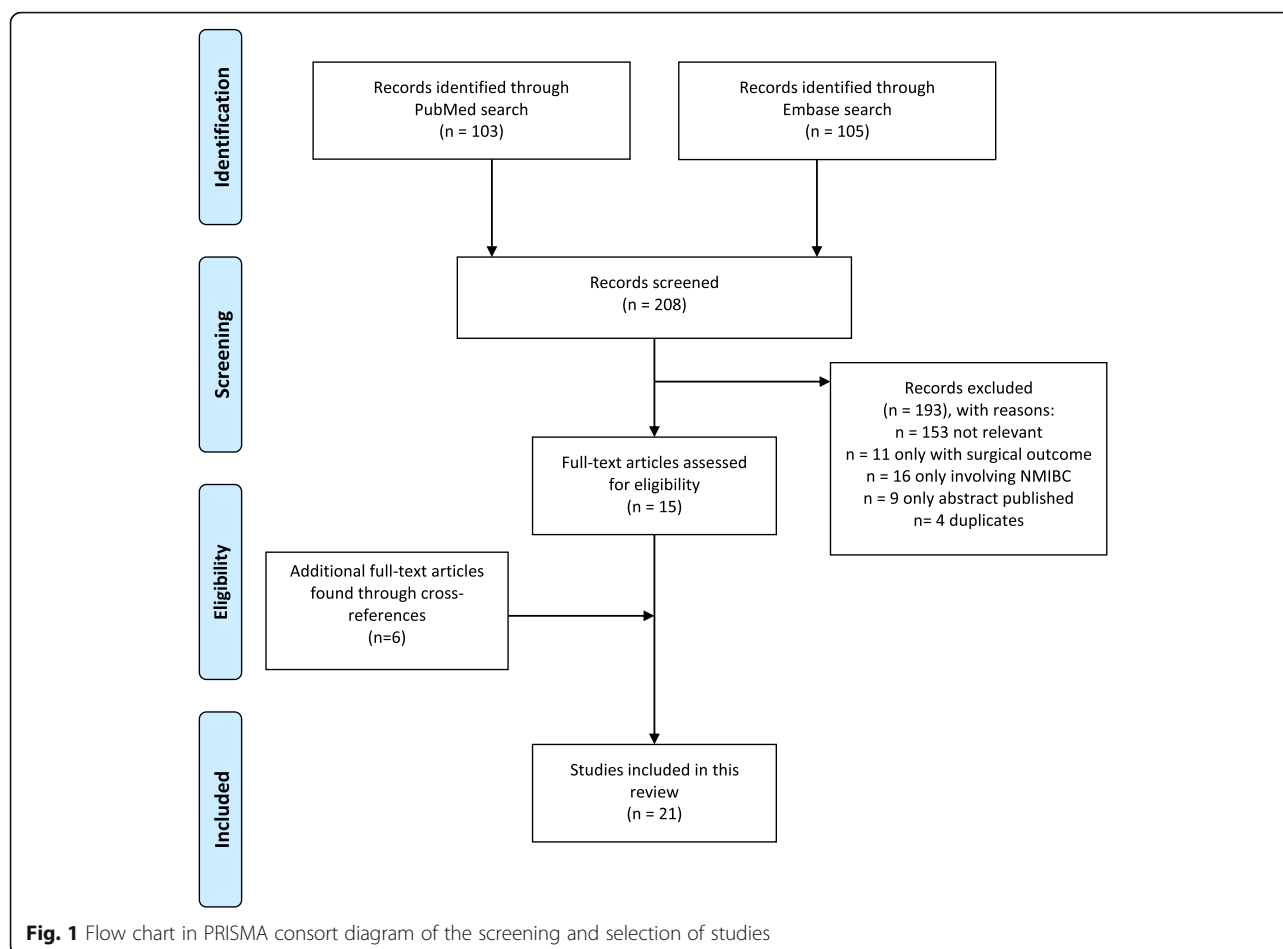 Identification
Records identified through
PubMed search
(n = 103)
Records identified through
Embase search
(n = 105)
Screening
Records screened
(n = 208)
Records excluded
(n = 193), with reasons:
n = 153 not relevant
n = 11 only with surgical outcome
n = 16 only involving NMIBC
n = 9 only abstract published
n= 4 duplicates
Full-text articles assessed
for eligibility
(n = 15)
Eligibility
Additional full-text articles
found through cross-
references
(n=6)
Included
Studies included in this
review
(n = 21)
Fig. 1 Flow chart in PRISMA consort diagram of the screening and selection of studies